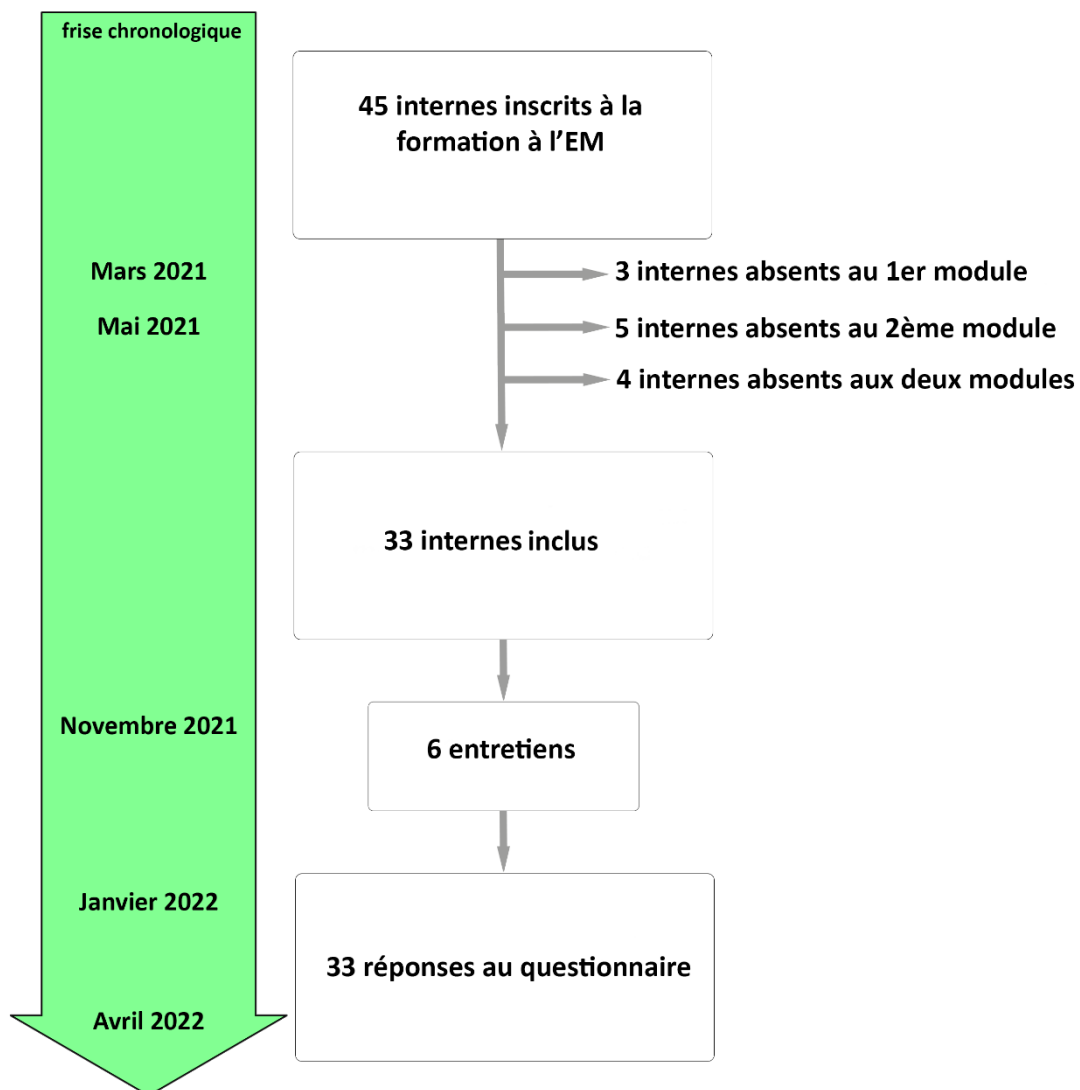 frise chronologique
45 internes inscrits à la
formation à l'EM
Mars 2021
3 internes absents au 1er module
Mai 2021
5 internes absents au 2ème module
4 internes absents aux deux modules
33 internes inclus
Novembre 2021
6 entretiens
Janvier 2022
33 réponses au questionnaire
Avril 2022